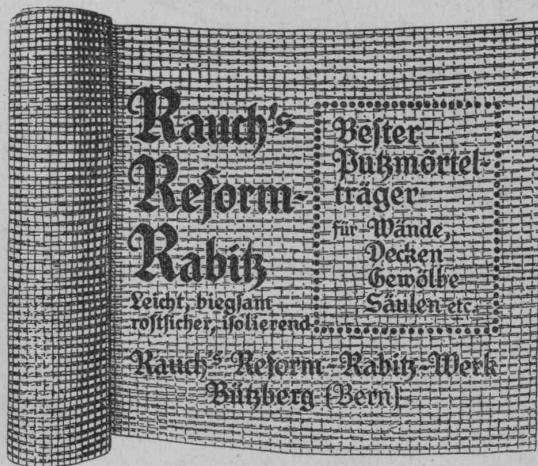 Rauch's
Reform-
Rabitz
Leicht, biegsam
rostsicher, isolierend
Bester
Putzmörtel-
träger
für Wände,
Decken
Gewölbe
Säulen etc.
Rauch's-Reform-Rabitz-Werk
Bützberg (Bern)